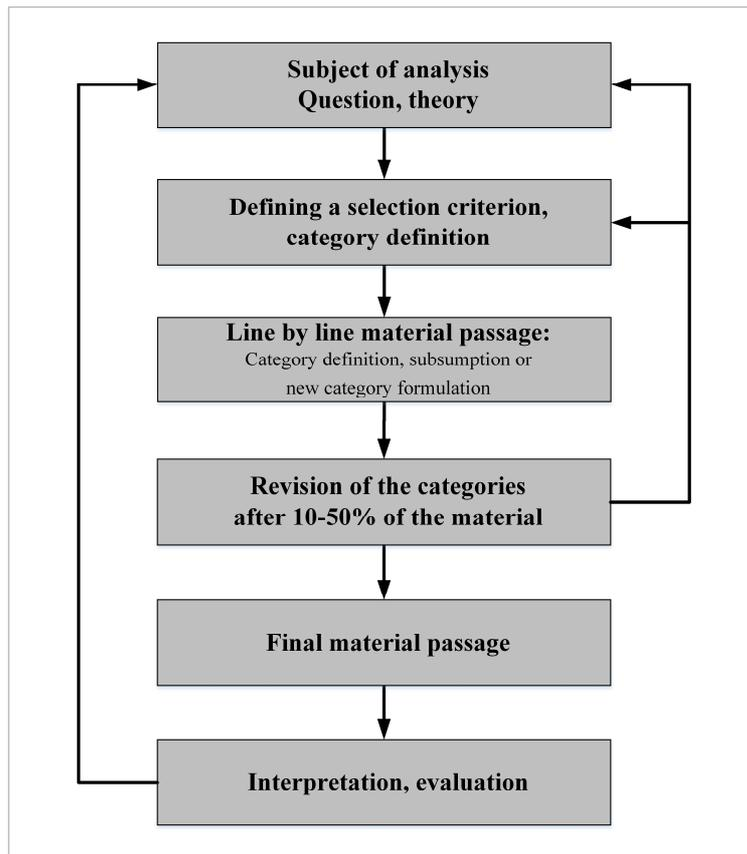 Subject of analysis
Question, theory
Defining a selection criterion,
category definition
Line by line material passage:
Category definition, subsumption or
new category formulation
Revision of the categories
after 10-50% of the material
Final material passage
Interpretation, evaluation